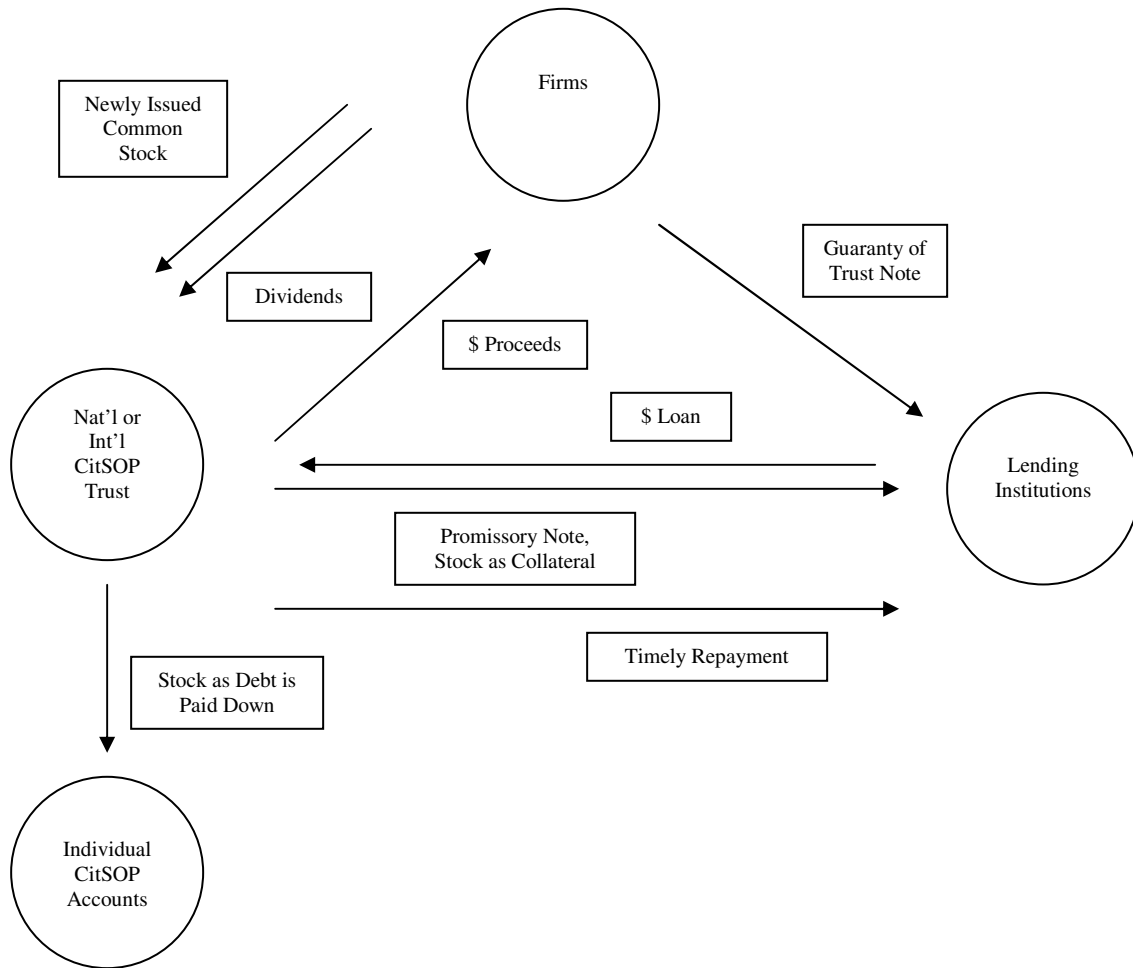 Firms
Newly Issued
Common
Stock
Guaranty of
Trust Note
Dividends
$ Proceeds
$ Loan
Nat’l or
Int’l
CitSOP
Trust
Lending
Institutions
Promissory Note,
Stock as Collateral
Timely Repayment
Stock as Debt is
Paid Down
Individual
CitSOP
Accounts